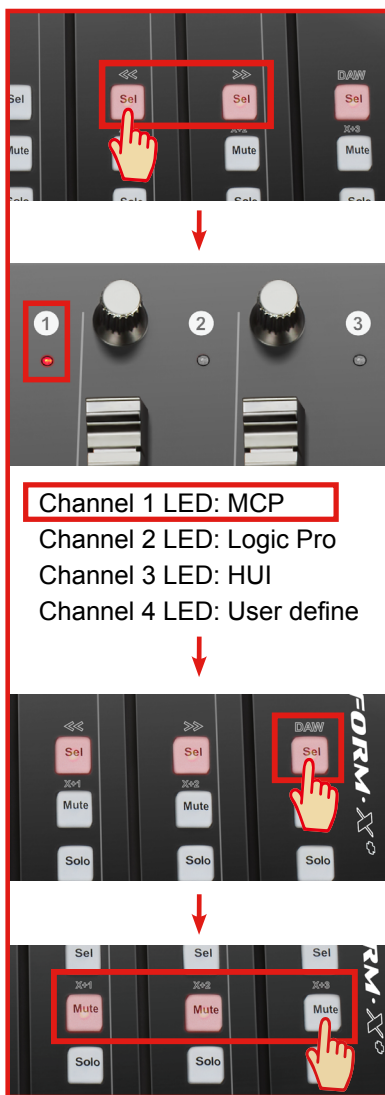 << >> DAW
Sel Sel Sel Sel
X+3
Mute Mute Mute
1 2 3
Channel 1 LED: MCP
Channel 2 LED: Logic Pro
Channel 3 LED: HUI
Channel 4 LED: User define
<< >> DAW
Sel Sel Sel
X+1 X+2
Mute Mute
Solo Solo Solo
FORM·X+
Sel Sel Sel
X+1 X+2 X+3
Mute Mute Mute
Solo Solo
RM·X+